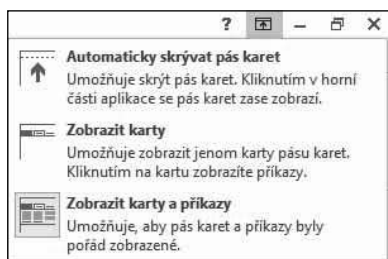 ?
Automaticky skrývat pás karet
Umožňuje skrýt pás karet. Kliknutím v horní
části aplikace se pás karet zase zobrazí.
Zobrazit karty
Umožňuje zobrazit jenom karty pásu karet.
Kliknutím na kartu zobrazíte příkazy.
Zobrazit karty a příkazy
Umožňuje, aby pás karet a příkazy byly
pořád zobrazené.